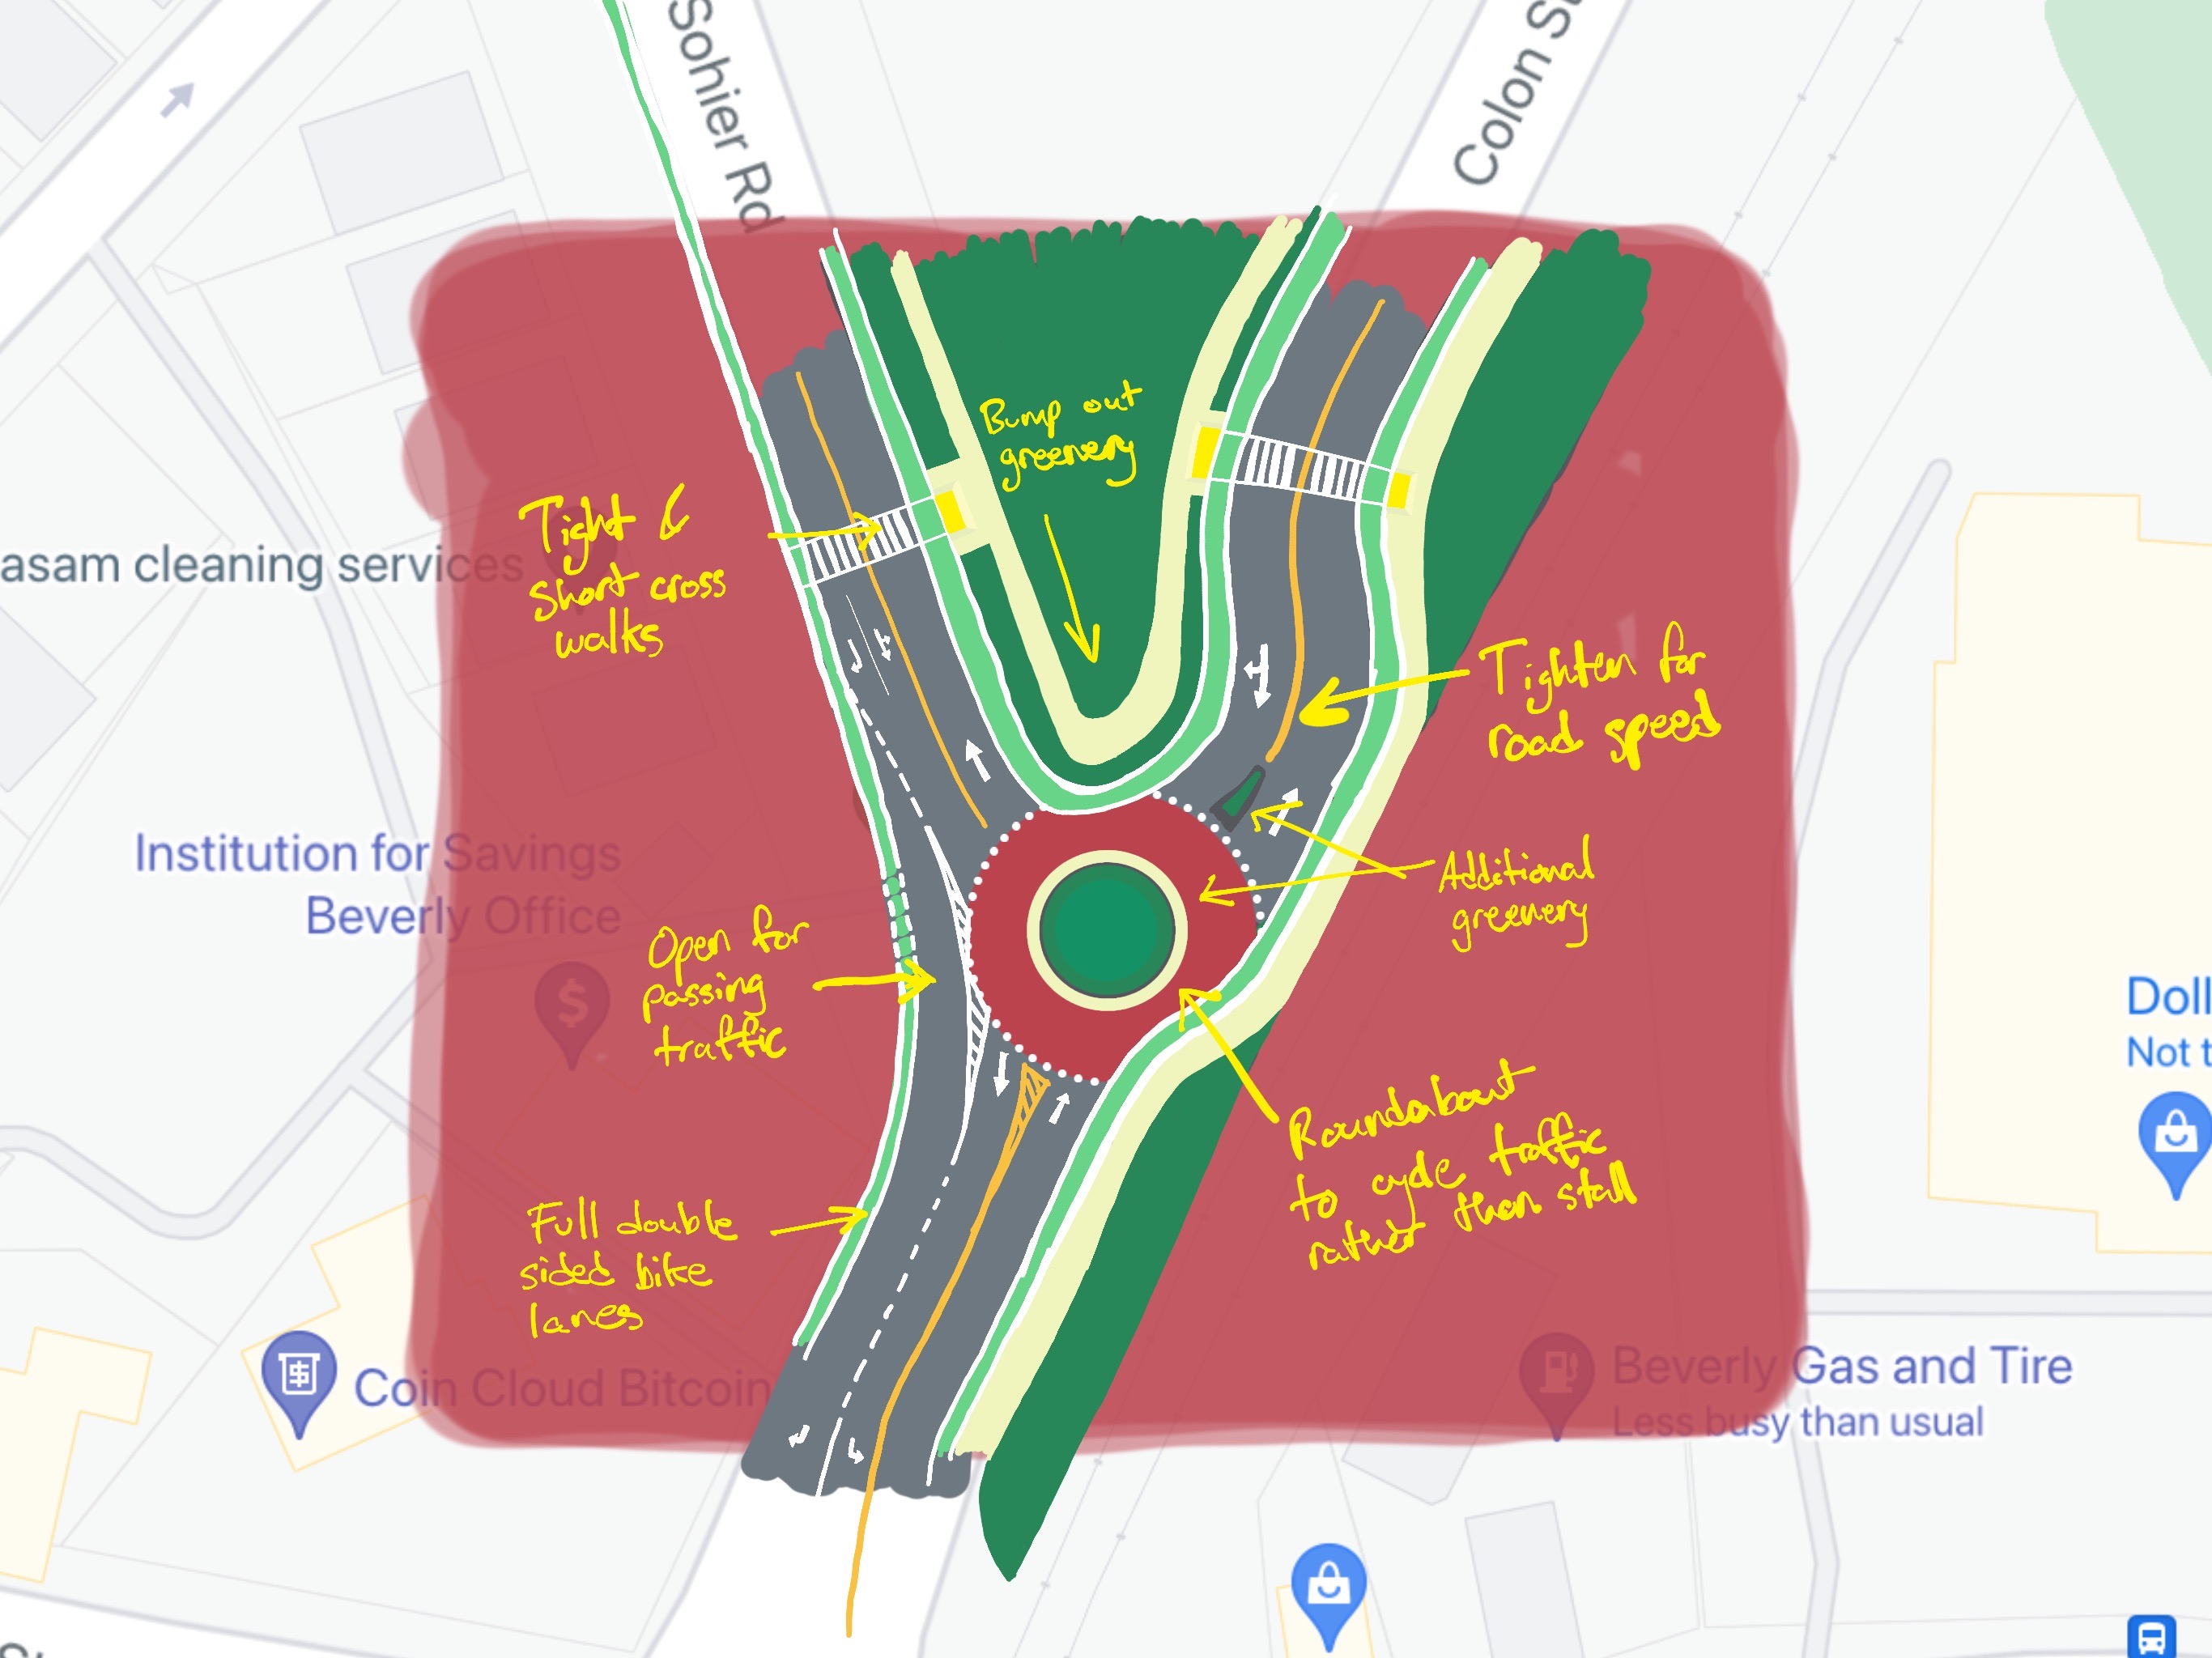 Sohier Rd
Colon St
Bump out
greenery
Tight &
short cross
walks
asam cleaning services
Tighten for
road speed
Institution for Savings
Beverly Office
Additional
greenery
Open for
passing
traffic
Doll
Not t
Roundabout
to cycle traffic
rather than stall
Full double
sided bike
lanes
Coin Cloud Bitcoin
Beverly Gas and Tire
Less busy than usual